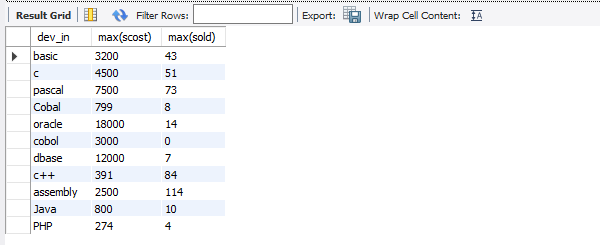 Result Grid Filter Rows: Export: Wrap Cell Content: IA
dev_in max(scost) max(sold)
basic 3200 43
c 4500 51
pascal 7500 73
Cobal 799 8
oracle 18000 14
cobol 3000 0
dbase 12000 7
c++ 391 84
assembly 2500 114
Java 800 10
PHP 274 4